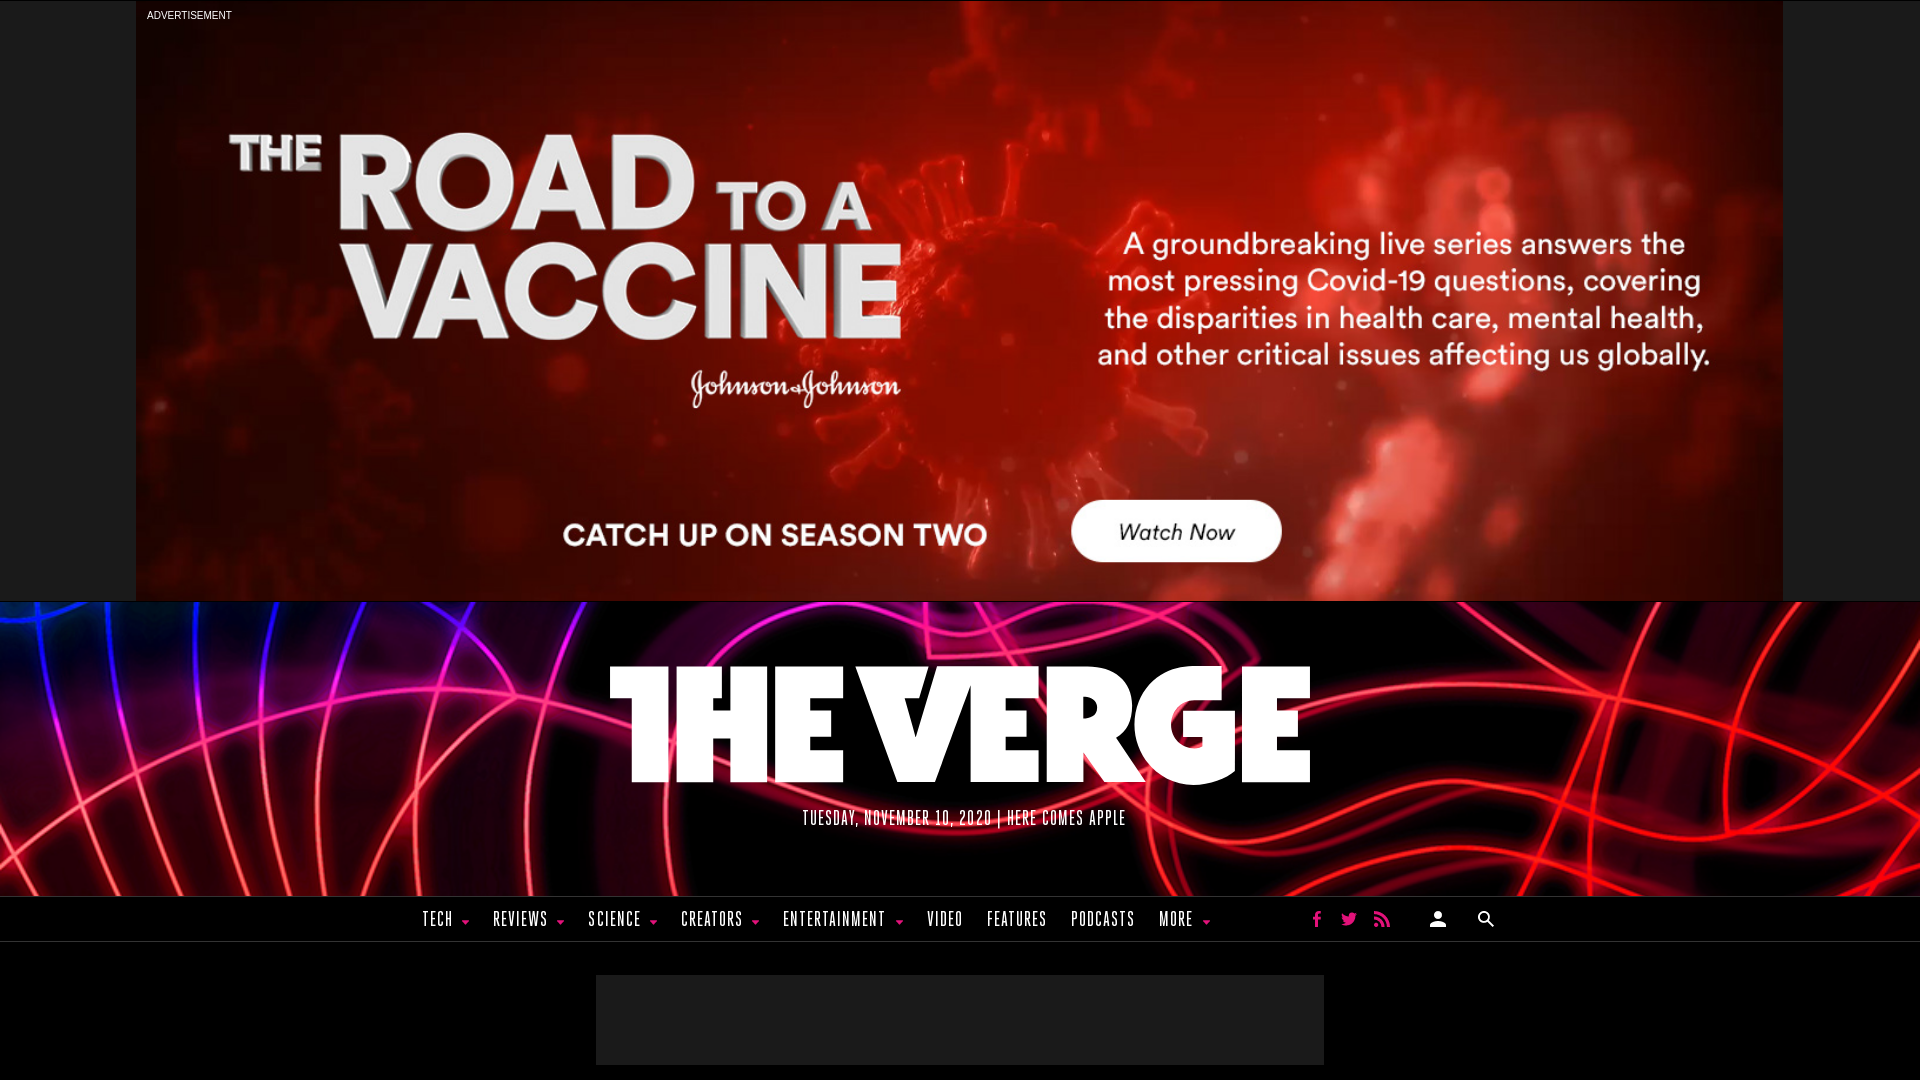 ADVERTISEMENT
THE ROAD TO A
VACCINE
Johnson&Johnson
A groundbreaking live series answers the
most pressing Covid-19 questions, covering
the disparities in health care, mental health,
and other critical issues affecting us globally.
CATCH UP ON SEASON TWO
Watch Now
THE VERGE
TUESDAY, NOVEMBER 10, 2020 | HERE COMES APPLE
TECH REVIEWS SCIENCE CREATORS ENTERTAINMENT VIDEO FEATURES PODCASTS MORE